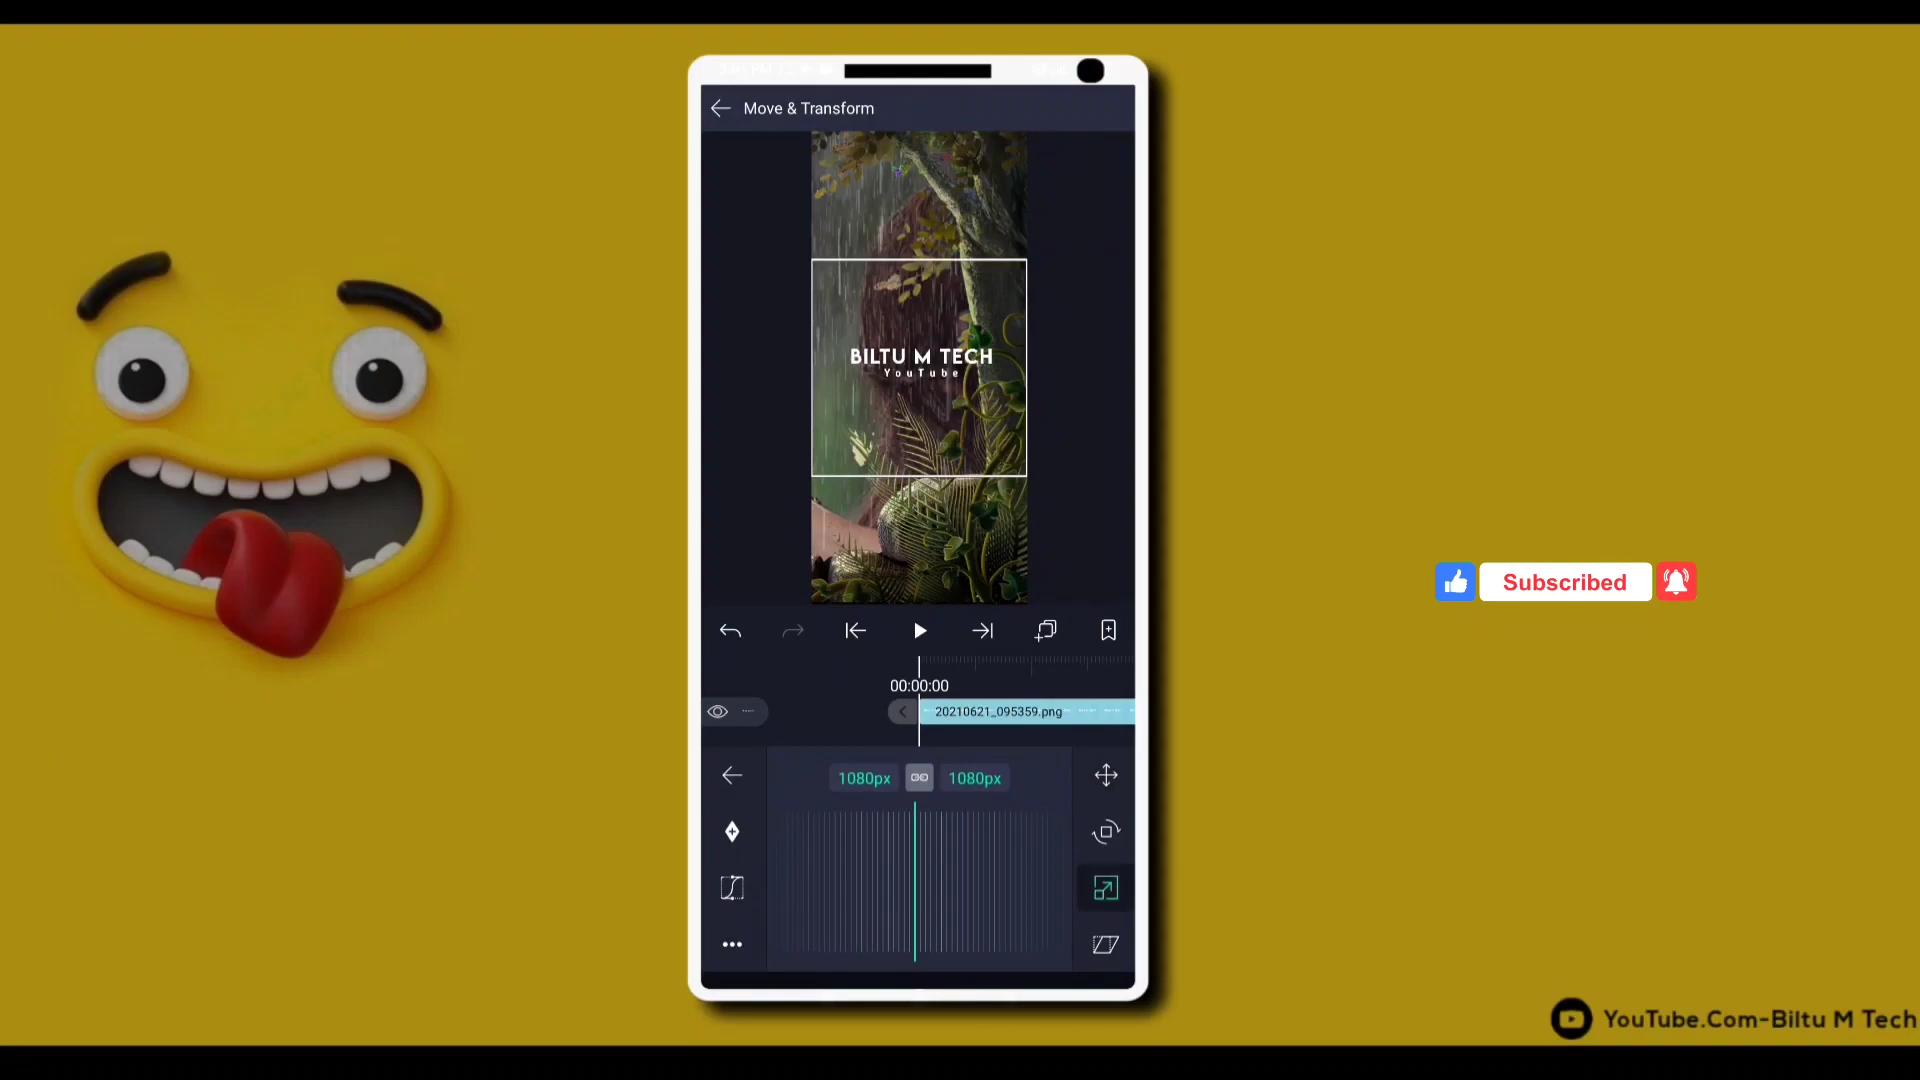 Move & Transform
BILTU M TECH
YouTube
00:00:00
20210621_095359.png
1080px
1080px
Subscribed
YouTube.Com-Biltu M Tech